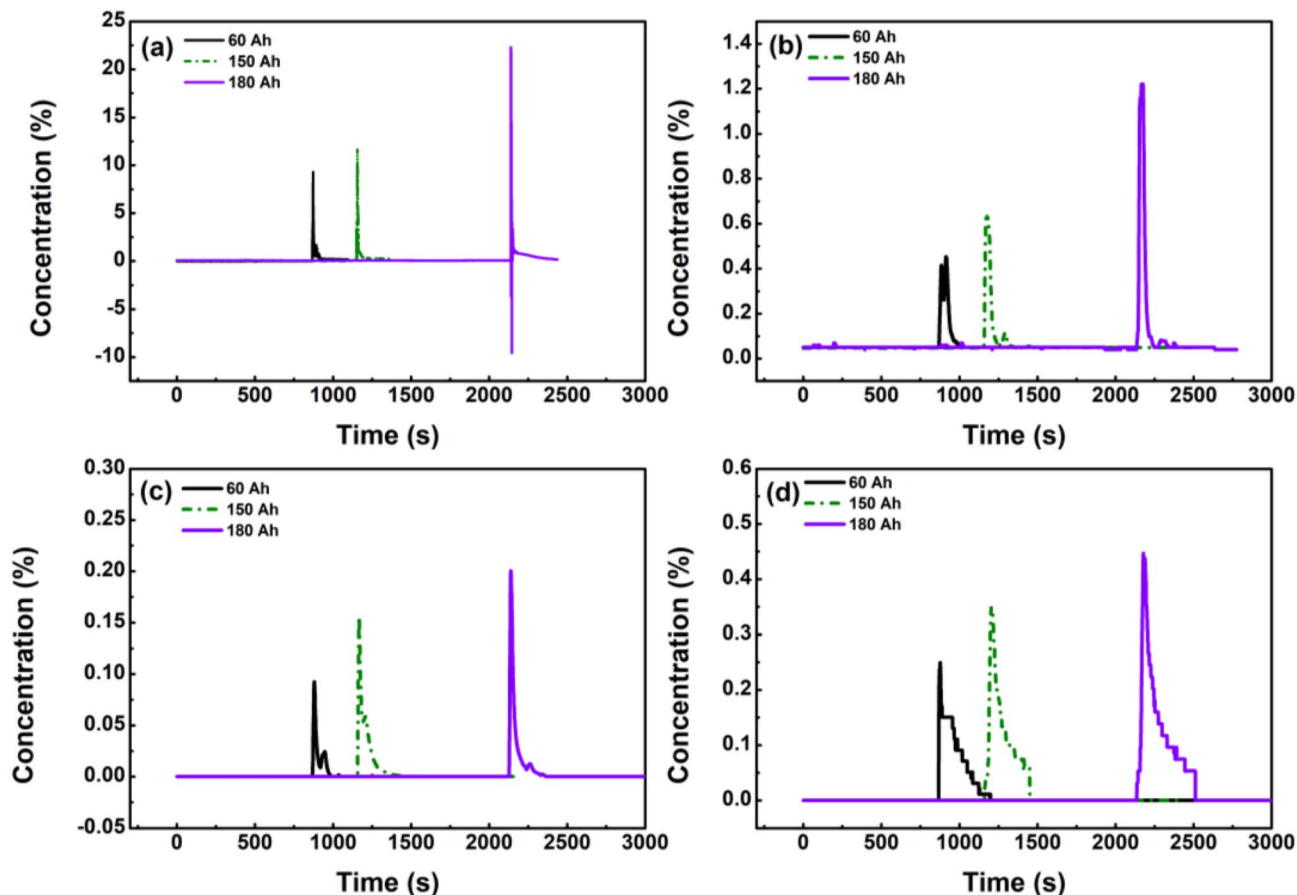 (a)
60 Ah
150 Ah
180 Ah
25
20
15
10
5
0
-5
-10
Concentration (%)
0 500 1000 1500 2000 2500 3000
Time (s)
(b)
60 Ah
150 Ah
180 Ah
1.4
1.2
1.0
0.8
0.6
0.4
0.2
0.0
Concentration (%)
0 500 1000 1500 2000 2500 3000
Time (s)
(c)
60 Ah
150 Ah
180 Ah
0.30
0.25
0.20
0.15
0.10
0.05
0.00
-0.05
Concentration (%)
0 500 1000 1500 2000 2500 3000
Time (s)
(d)
60 Ah
150 Ah
180 Ah
0.6
0.5
0.4
0.3
0.2
0.1
0.0
Concentration (%)
0 500 1000 1500 2000 2500 3000
Time (s)